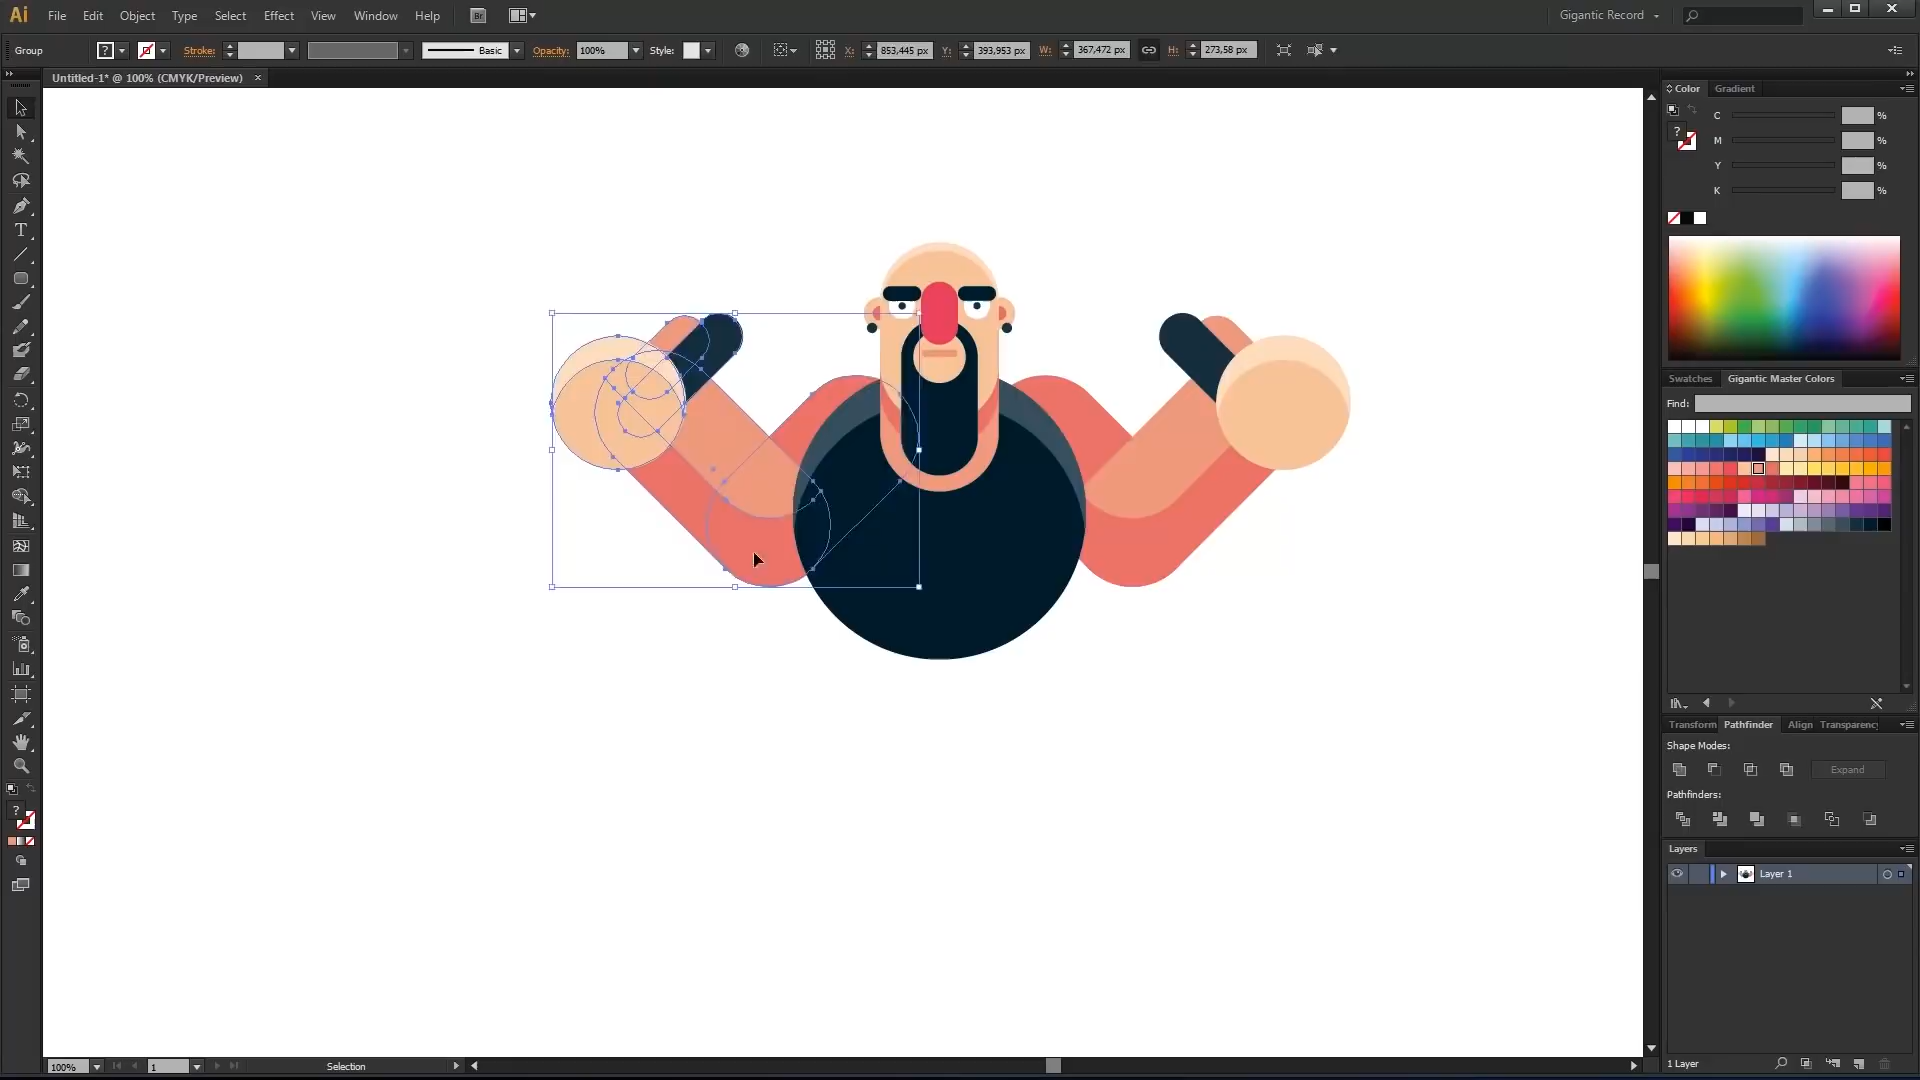 Ai File Edit Object Type Select Effect View Window Help Br Gigantic Record
Group ? Stroke: Basic Opacity: 100% Style: X: 853,445 px Y: 393,953 px W: 367,472 px H: 273,58 px
Untitled-1* @ 100% (CMYK/Preview) ×
Color Gradient
C %
? M %
Y %
K %
Swatches Gigantic Master Colors
Find:
Transform Pathfinder Align Transparency
Shape Modes:
Expand
Pathfinders:
Layers
Layer 1
T
?
100% 1 Selection 1 Layer